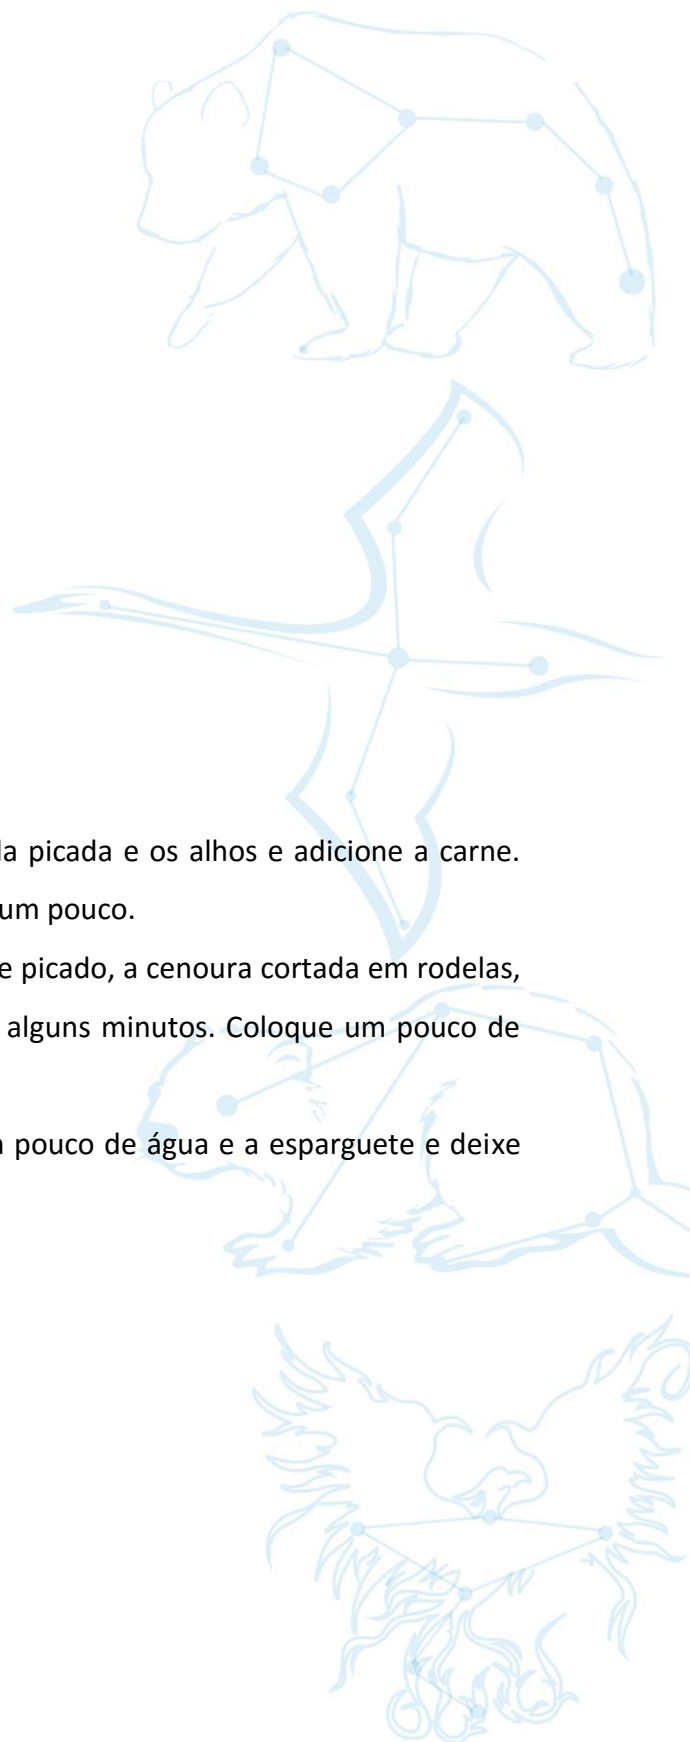 picada e os alhos e adicione a carne.
um pouco.
picado, a cenoura cortada em rodelas,
alguns minutos. Coloque um pouco de
pouco de água e a esparguete e deixe